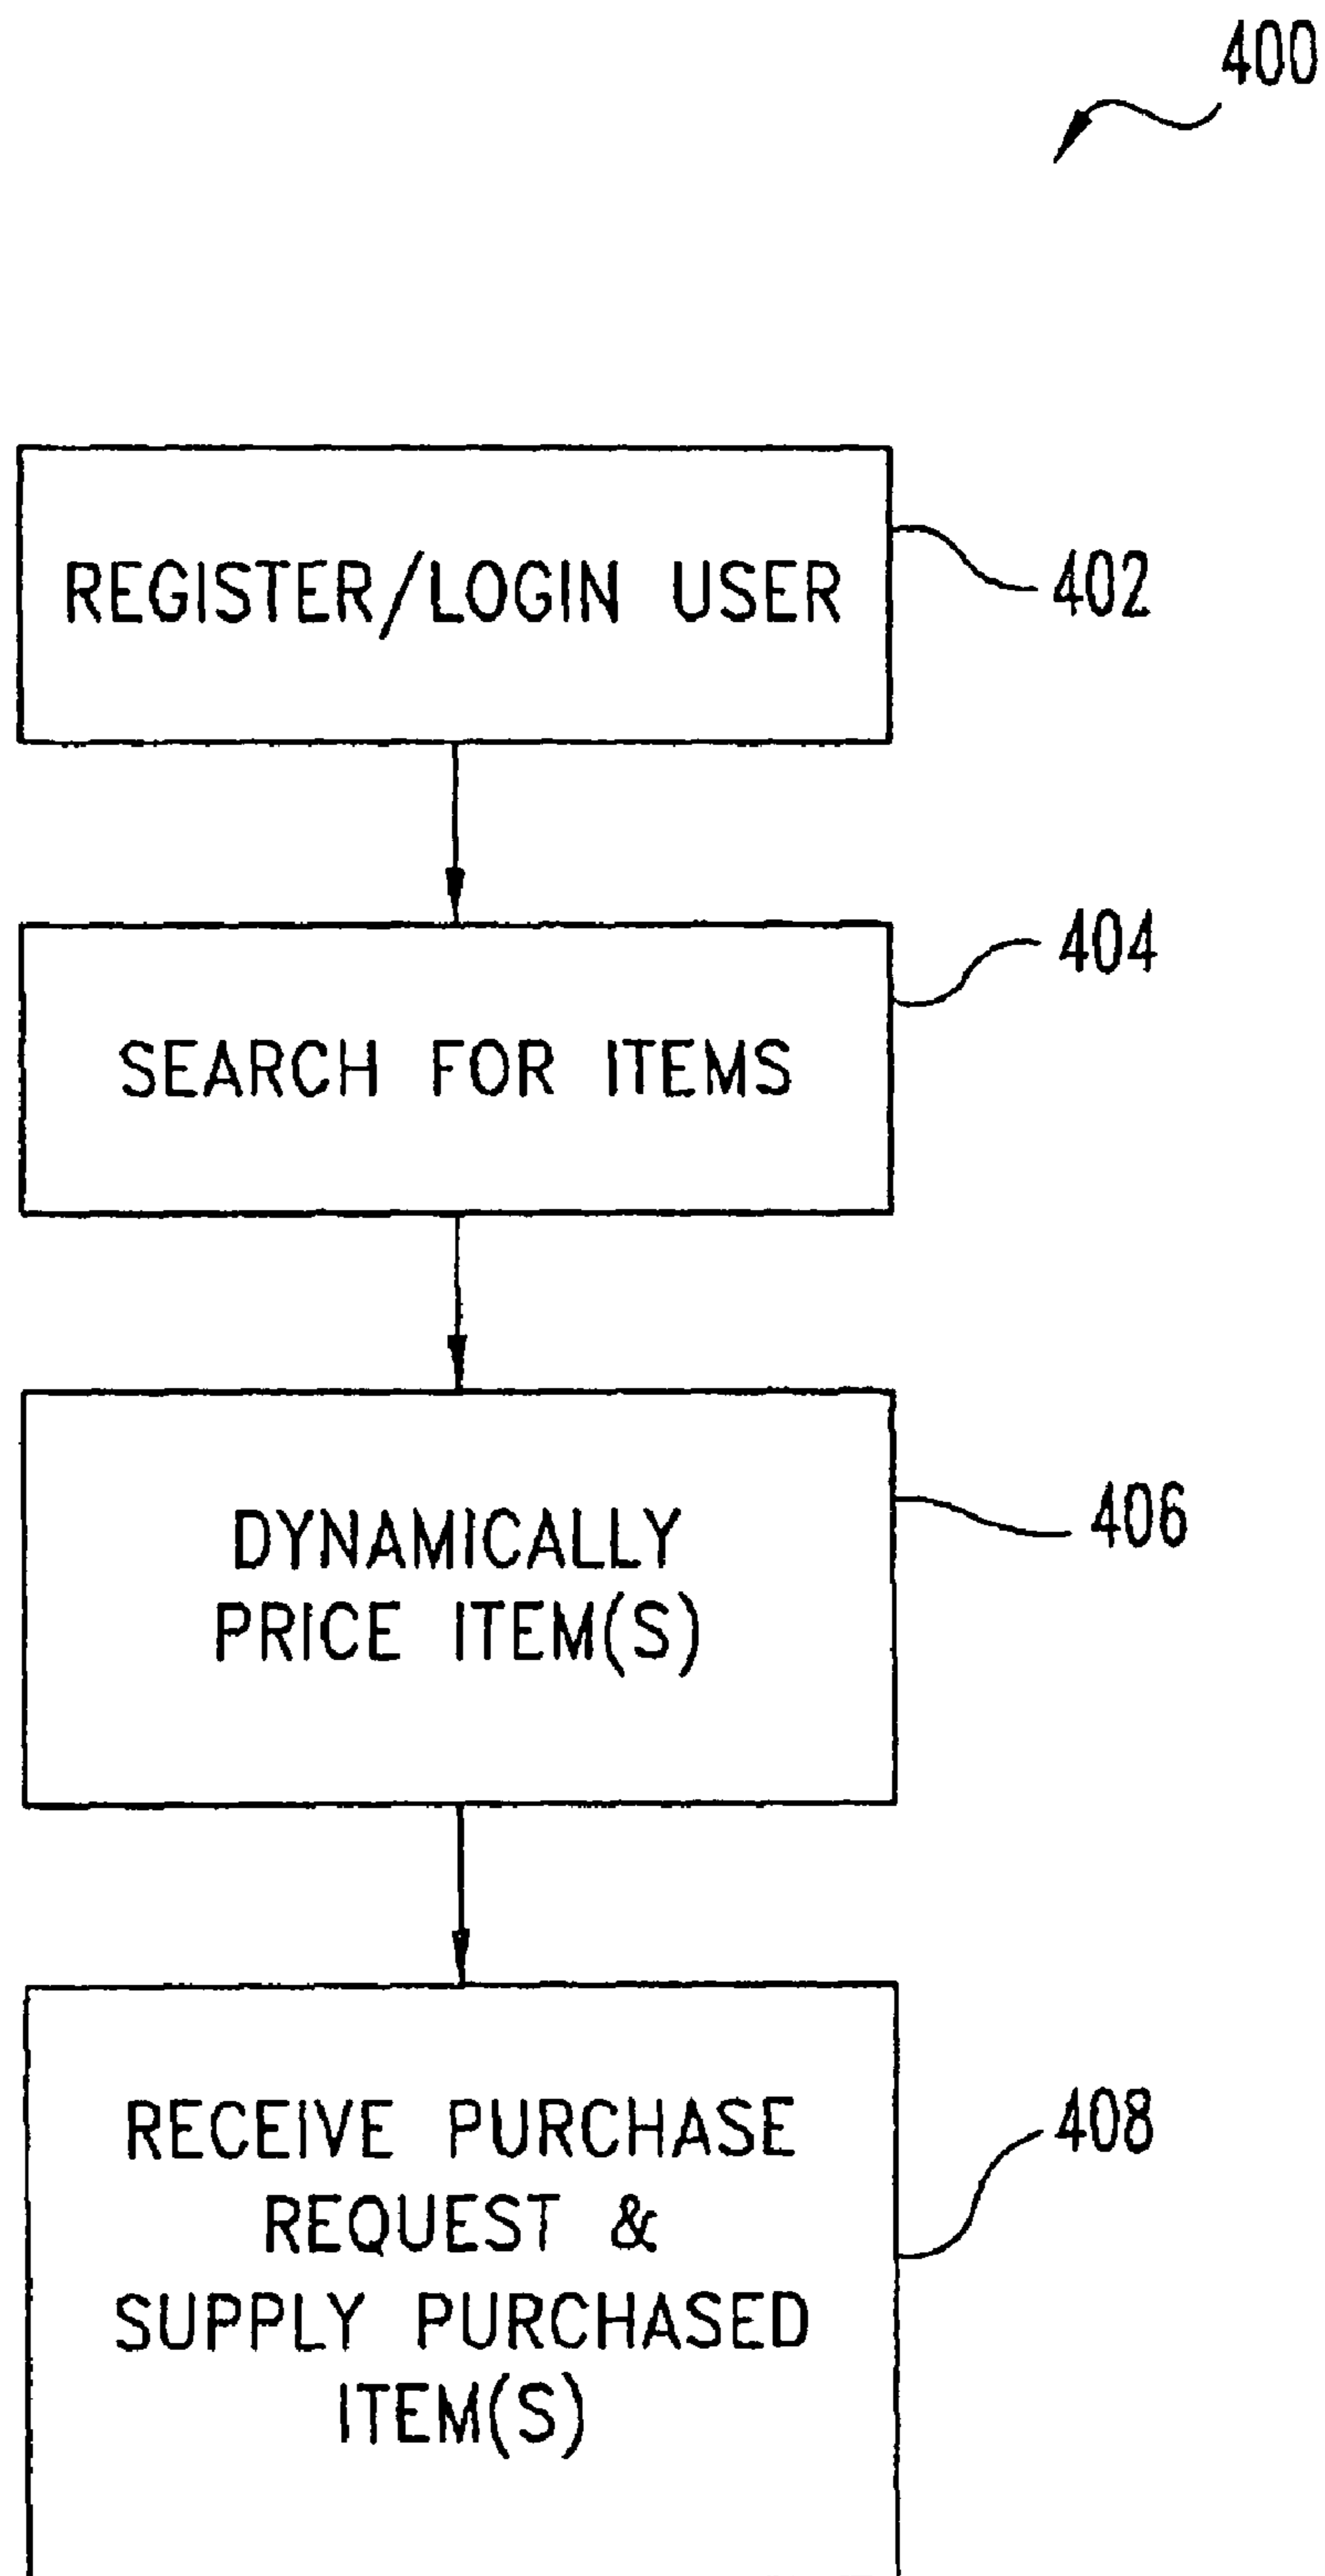 400
REGISTER/LOGIN USER
402
SEARCH FOR ITEMS
404
DYNAMICALLY
PRICE ITEM(S)
406
RECEIVE PURCHASE
REQUEST &
SUPPLY PURCHASED
ITEM(S)
408